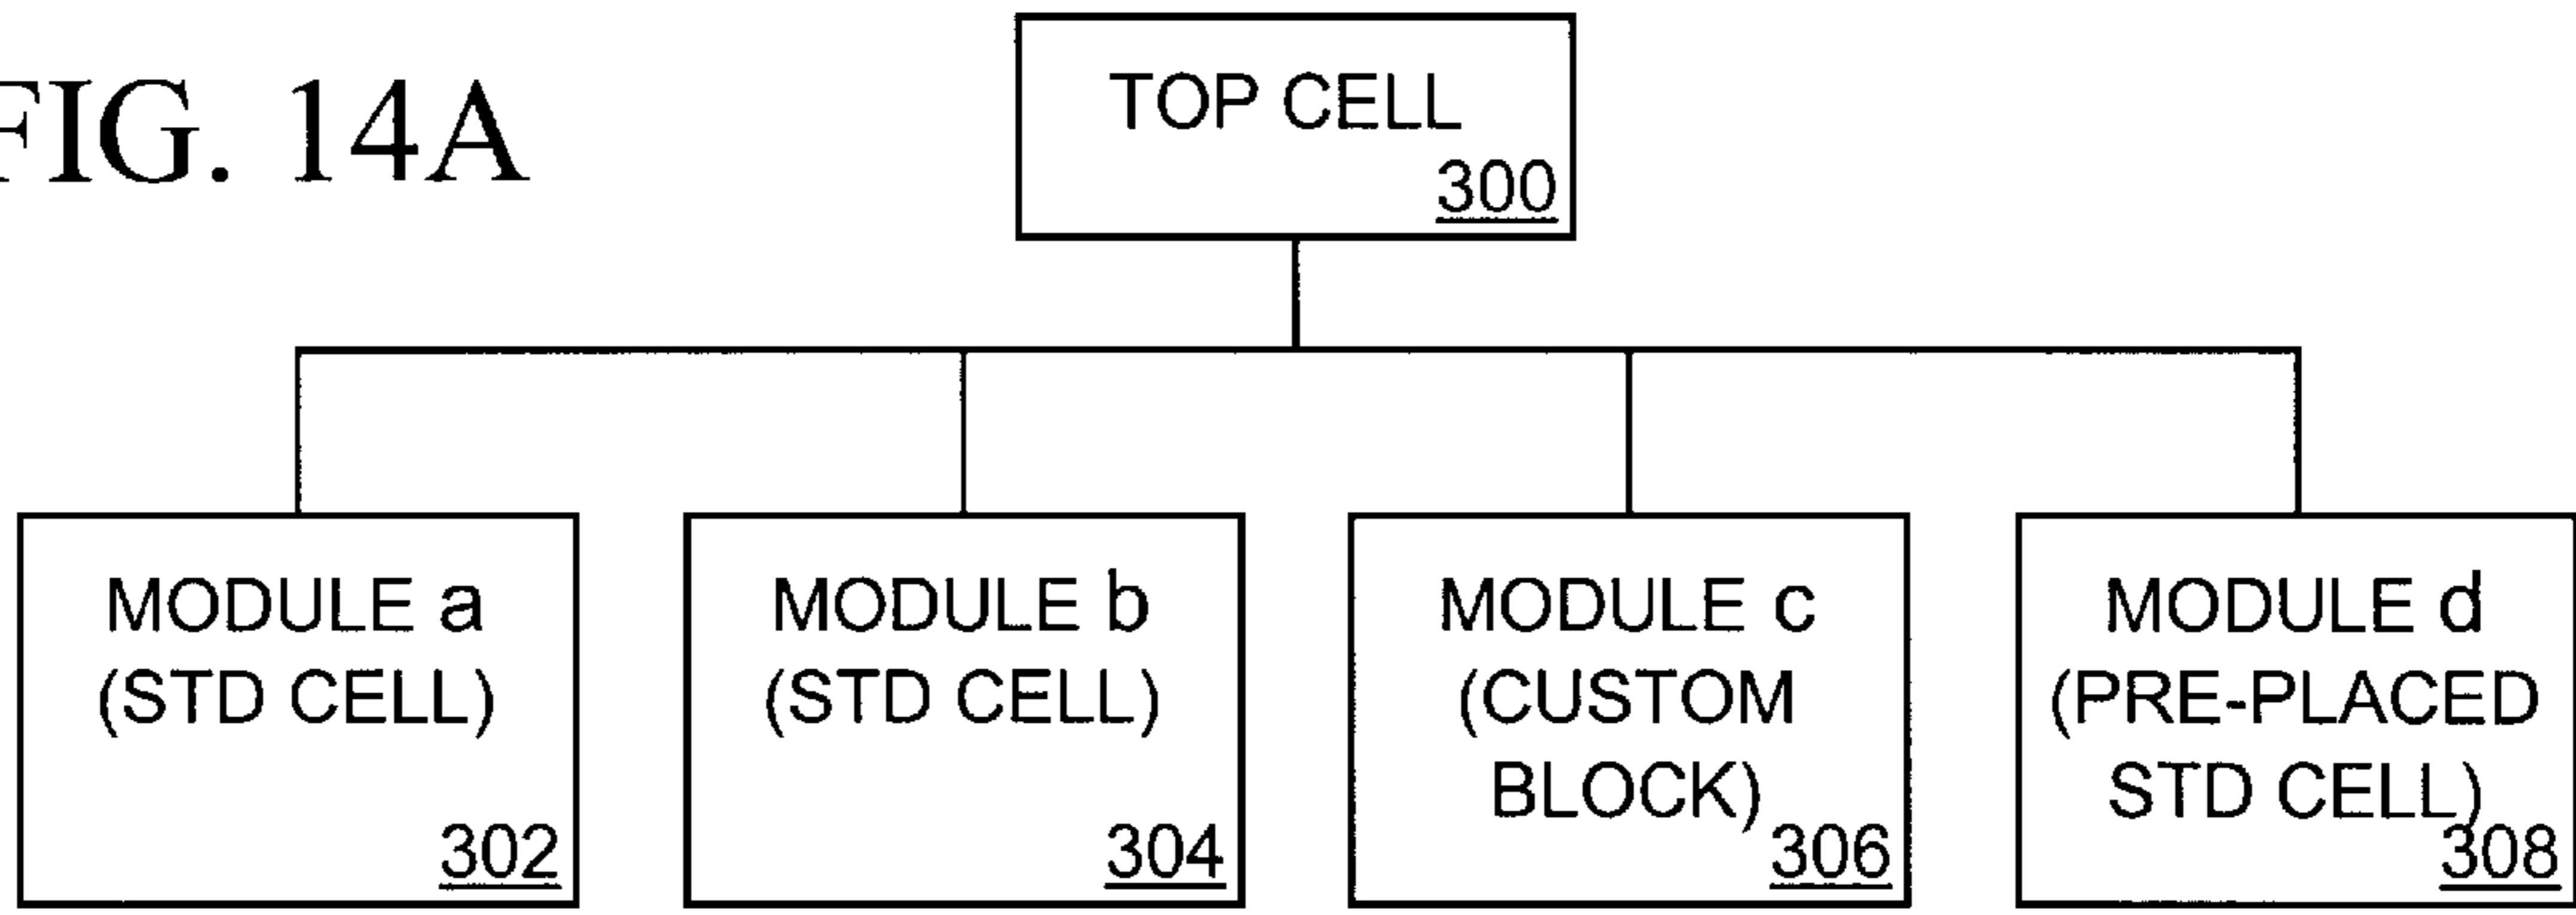 FIG. 14A
TOP CELL
300
MODULE a
(STD CELL)
302
MODULE b
(STD CELL)
304
MODULE c
(CUSTOM
BLOCK)
306
MODULE d
(PRE-PLACED
STD CELL)
308